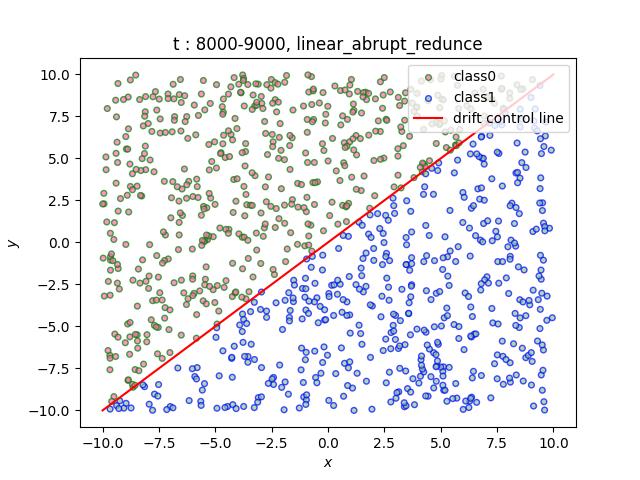 t : 8000-9000, linear_abrupt_redunce
class0
class1
drift control line
10.0
7.5
5.0
2.5
0.0
−2.5
−5.0
−7.5
−10.0
y
−10.0 −7.5 −5.0 −2.5 0.0 2.5 5.0 7.5 10.0
x